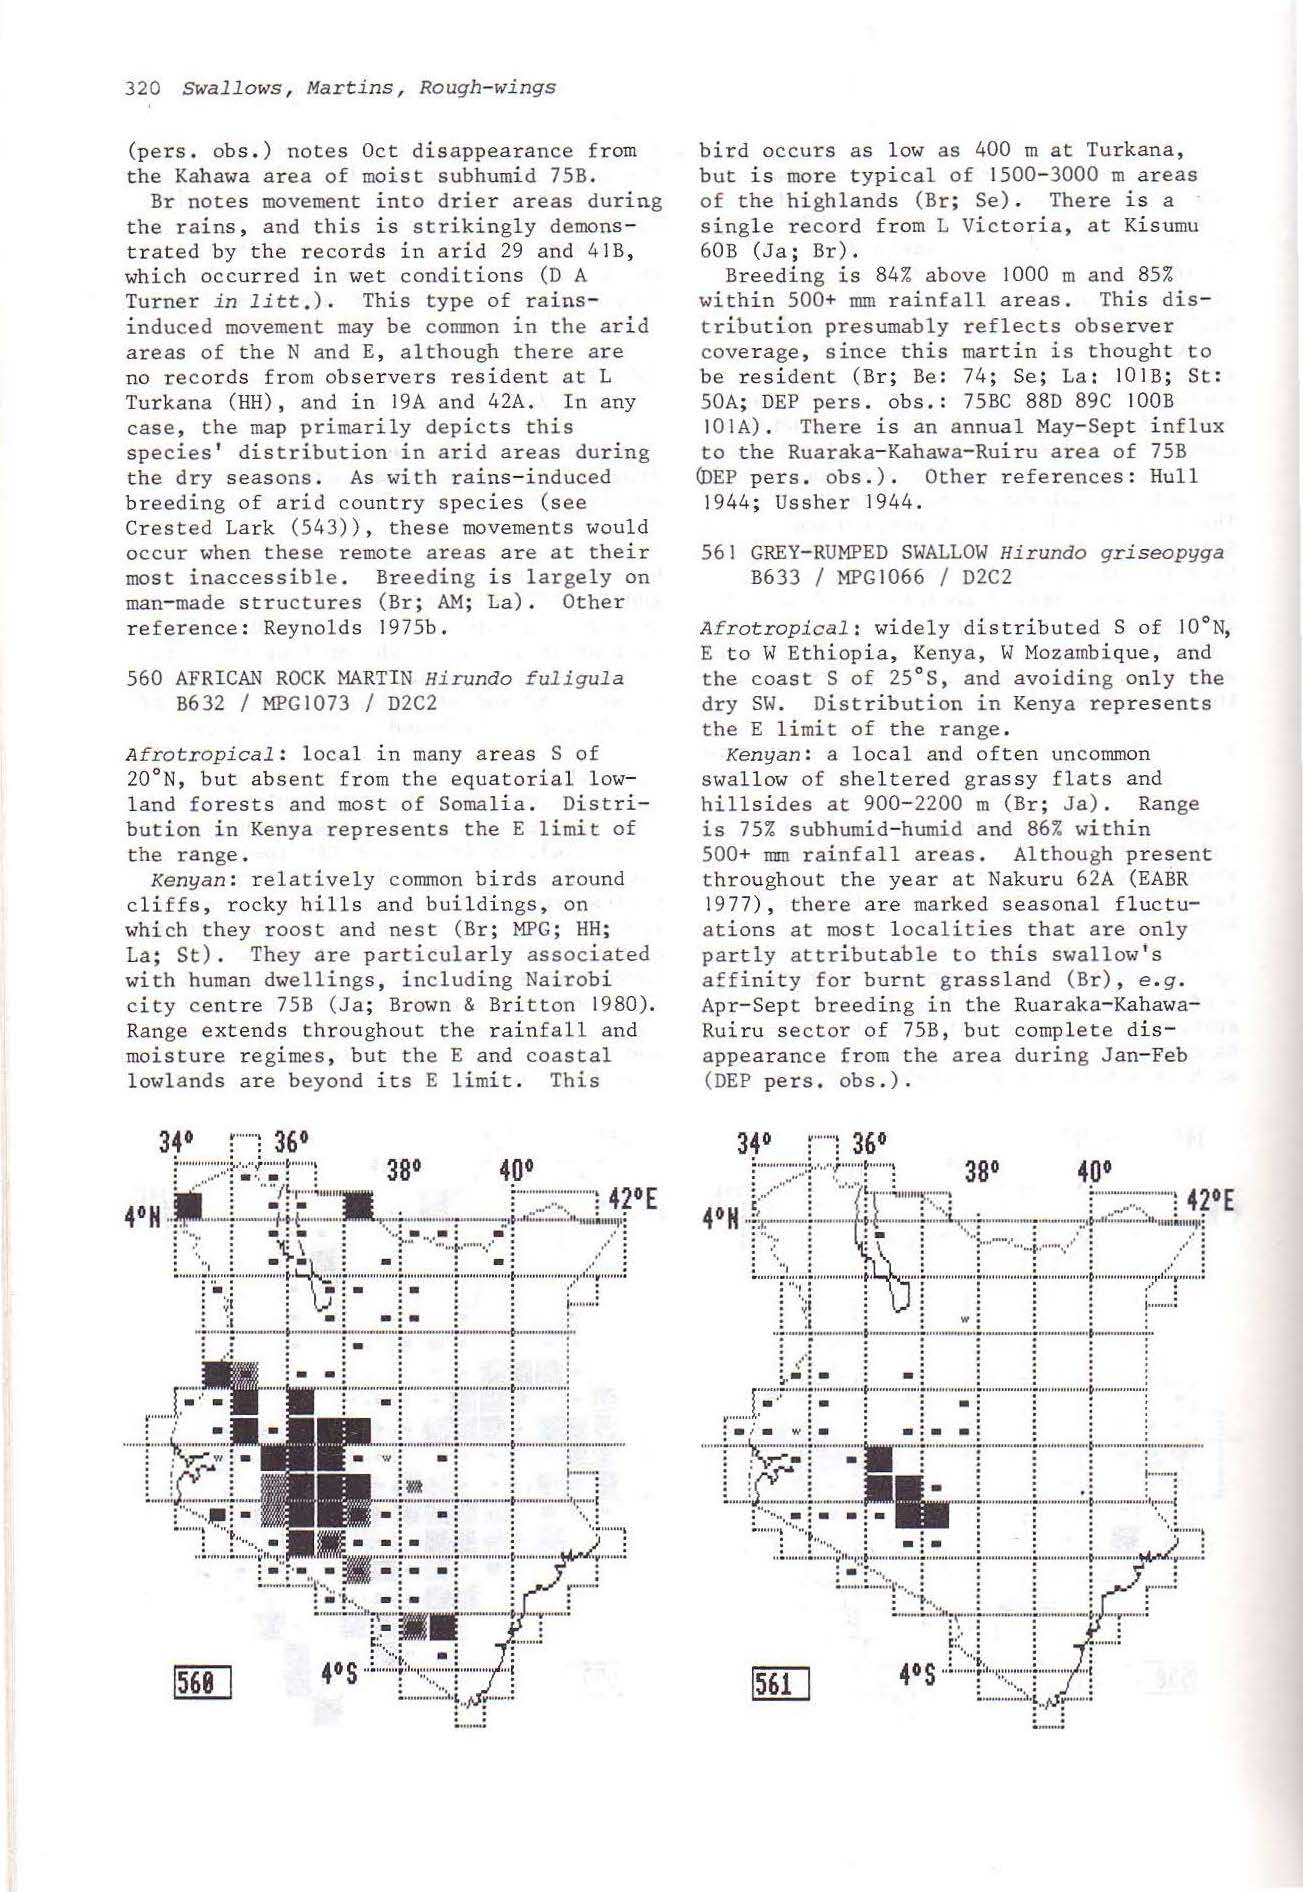 320 Swallows, Martins, Rough-wings
(pers. obs.) notes Oct disappearance from
the Kahawa area of moist subhumid 75B.
Br notes movement into drier areas during
the rains, and this is strikingly demons-
trated by the records in arid 29 and 41B,
which occurred in wet conditions (D A
Turner in litt.). This type of rains-
induced movement may be common in the arid
areas of the N and E, although there are
no records from observers resident at L
Turkana (HH), and in 19A and 42A. In any
case, the map primarily depicts this
species' distribution in arid areas during
the dry seasons. As with rains-induced
breeding of arid country species (see
Crested Lark (543)), these movements would
occur when these remote areas are at their
most inaccessible. Breeding is largely on
man-made structures (Br; AM; La). Other
reference: Reynolds 1975b.
560 AFRICAN ROCK MARTIN Hirundo fuligula
B632 / MPG1073 / D2C2
Afrotropical: local in many areas S of
20°N, but absent from the equatorial low-
land forests and most of Somalia. Distri-
bution in Kenya represents the E limit of
the range.
Kenyan: relatively common birds around
cliffs, rocky hills and buildings, on
which they roost and nest (Br; MPG; HH;
La; St). They are particularly associated
with human dwellings, including Nairobi
city centre 75B (Ja; Brown & Britton 1980).
Range extends throughout the rainfall and
moisture regimes, but the E and coastal
lowlands are beyond its E limit. This
bird occurs as low as 400 m at Turkana,
but is more typical of 1500-3000 m areas
of the highlands (Br; Se). There is a
single record from L Victoria, at Kisumu
60B (Ja; Br).
Breeding is 84% above 1000 m and 85%
within 500+ mm rainfall areas. This dis-
tribution presumably reflects observer
coverage, since this martin is thought to
be resident (Br; Be: 74; Se; La: 101B; St:
50A; DEP pers. obs.: 75BC 88D 89C 100B
101A). There is an annual May-Sept influx
to the Ruaraka-Kahawa-Ruiru area of 75B
(DEP pers. obs.). Other references: Hull
1944; Ussher 1944.
561 GREY-RUMPED SWALLOW Hirundo griseopyga
B633 / MPG1066 / D2C2
Afrotropical: widely distributed S of 10°N,
E to W Ethiopia, Kenya, W Mozambique, and
the coast S of 25°S, and avoiding only the
dry SW. Distribution in Kenya represents
the E limit of the range.
Kenyan: a local and often uncommon
swallow of sheltered grassy flats and
hillsides at 900-2200 m (Br; Ja). Range
is 75% subhumid-humid and 86% within
500+ mm rainfall areas. Although present
throughout the year at Nakuru 62A (EABR
1977), there are marked seasonal fluctu-
ations at most localities that are only
partly attributable to this swallow's
affinity for burnt grassland (Br), e.g.
Apr-Sept breeding in the Ruaraka-Kahawa-
Ruiru sector of 75B, but complete dis-
appearance from the area during Jan-Feb
(DEP pers. obs.).
34° 36°
38° 40°
42°E
4°N
w w
4°S
560
34° 36°
38° 40°
42°E
4°N
w
w
4°S
561